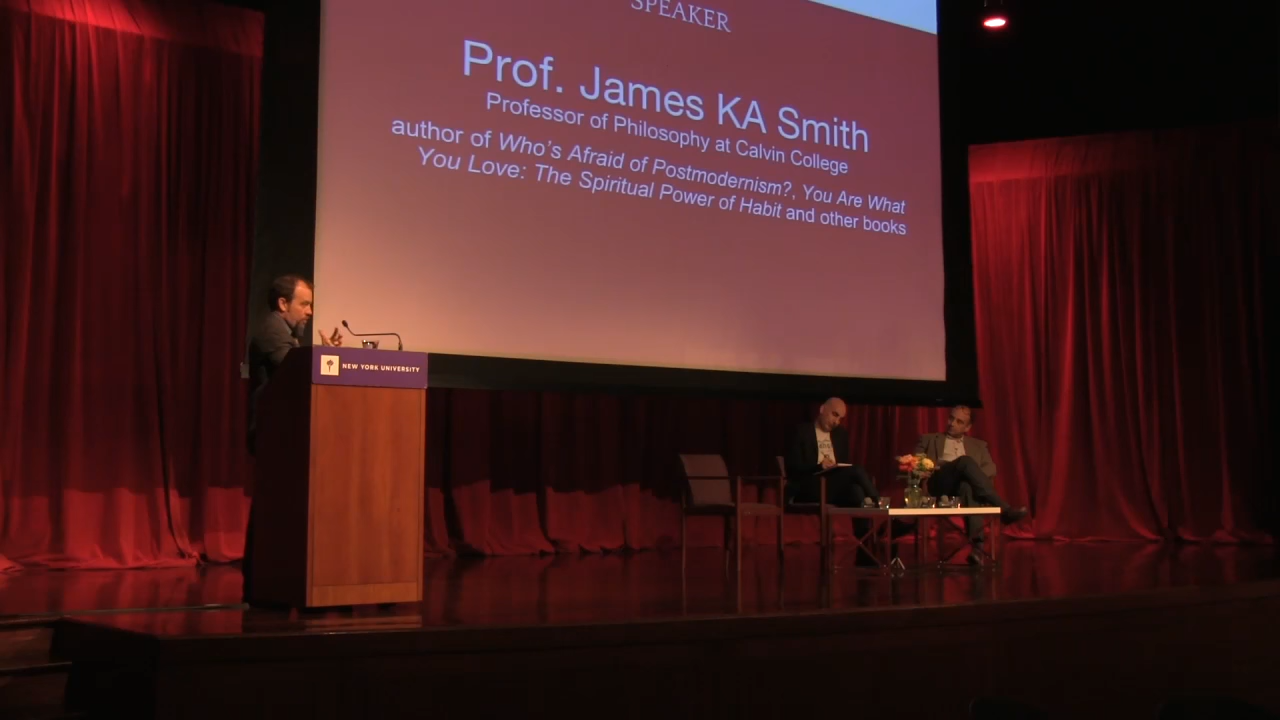 SPEAKER
Prof. James KA Smith
Professor of Philosophy at Calvin College
author of Who's Afraid of Postmodernism?, You Are What
You Love: The Spiritual Power of Habit and other books
NEW YORK UNIVERSITY